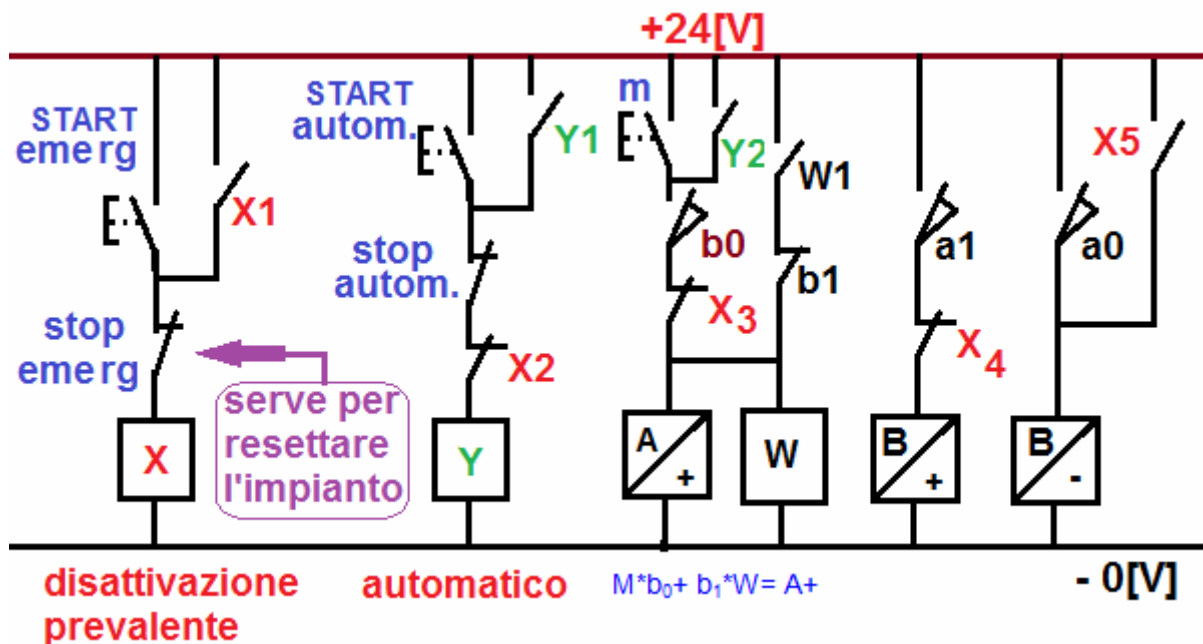 +24[V]
START
emerg
X1
stop
emerg
serve per
resettare
l'impianto
X
START
autom.
Y1
stop
autom.
X2
Y
m
Y2
b0
X3
W1
b1
A
+
W
a1
X4
B
+
a0
X5
B
-
disattivazione
prevalente
automatico
M*b0+ b1*W= A+
- 0[V]